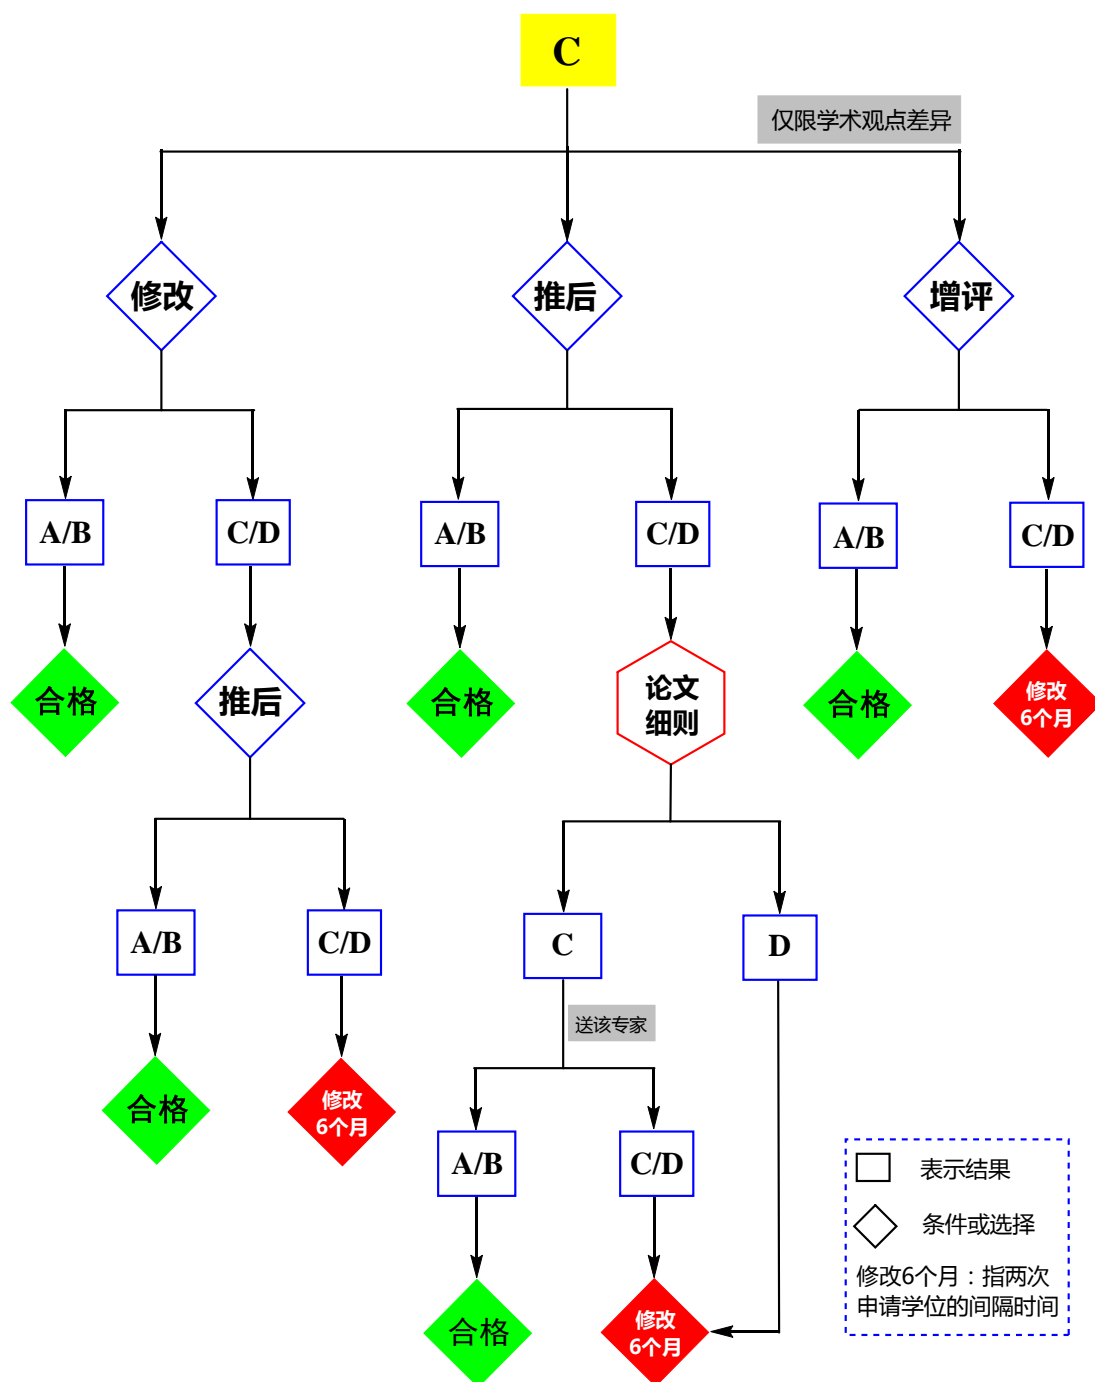 C
仅限学术观点差异
修改
推后
增评
A/B
C/D
A/B
C/D
A/B
C/D
合格
推后
合格
论文
细则
合格
修改
6个月
A/B
C/D
C
D
送该专家
合格
修改
6个月
A/B
C/D
合格
修改
6个月
表示结果
条件或选择
修改6个月：指两次
申请学位的间隔时间